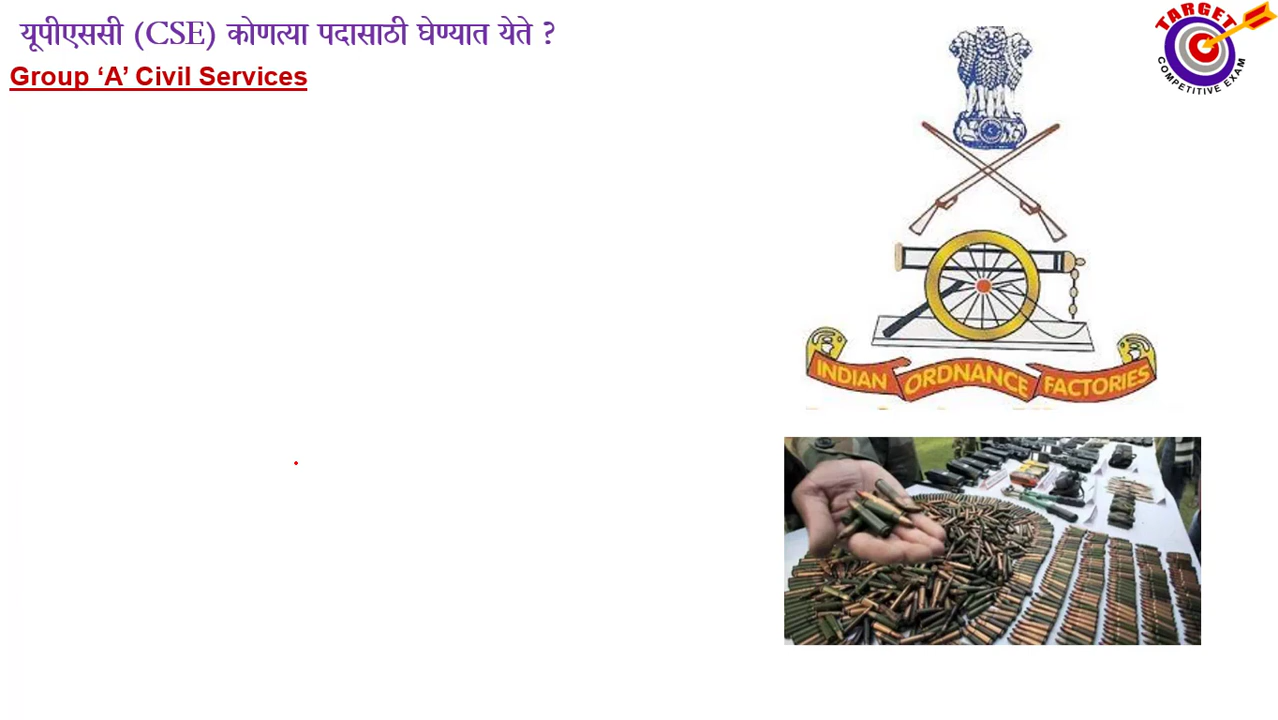 यूपीएससी (CSE) कोणत्या पदासाठी घेण्यात येते ?
Group ‘A’ Civil Services
TARGET
COMPETITIVE EXAM
INDIAN ORDNANCE FACTORIES